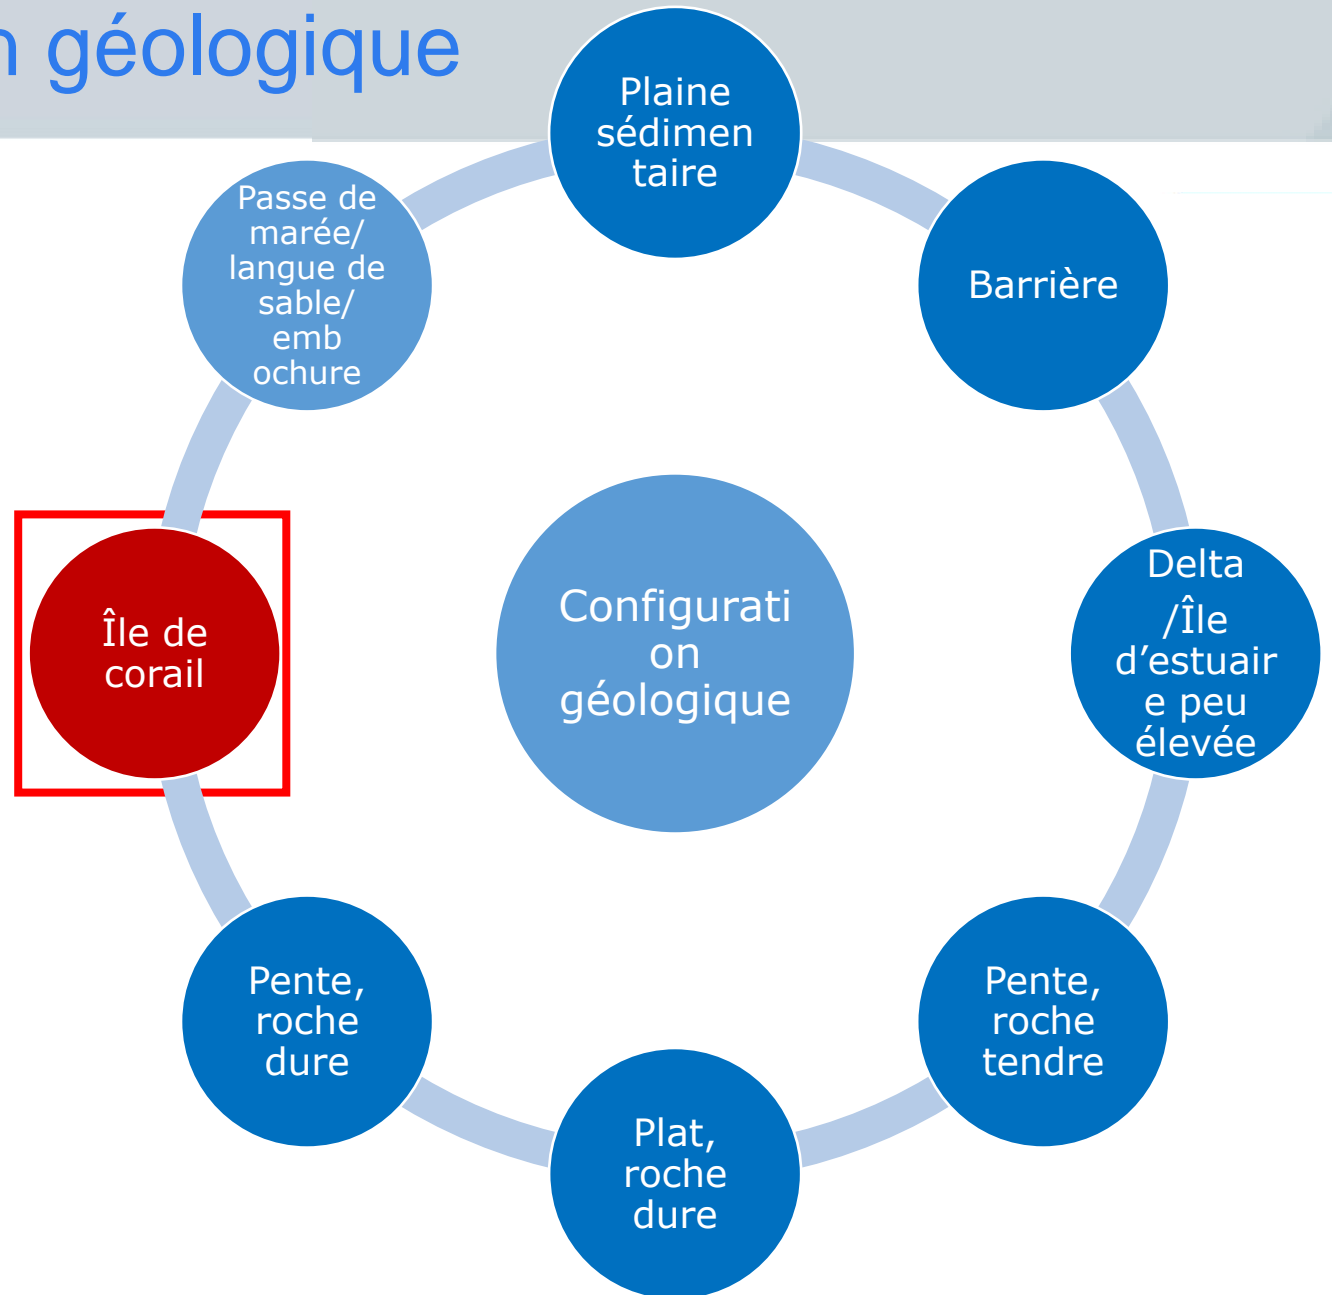 n géologique
Plaine
sédimen
taire
Passe de
marée/
langue de
sable/
emb
ochure
Barrière
Delta
/Île
d’estuair
e peu
élevée
Configurati
on
géologique
Île de
corail
Pente,
roche
dure
Pente,
roche
tendre
Plat,
roche
dure